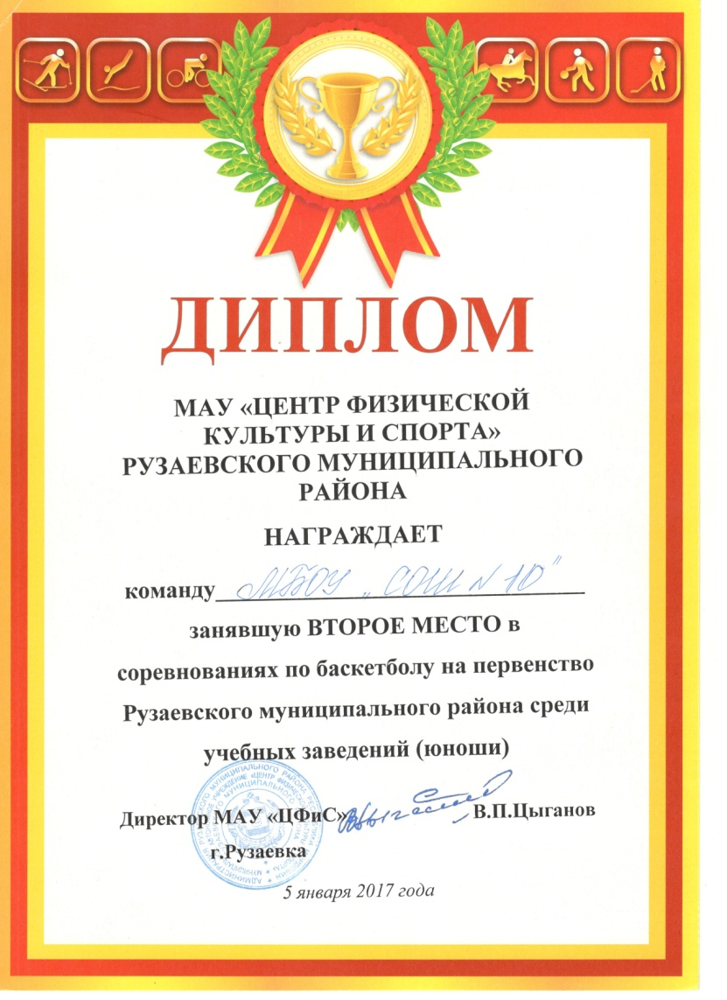 ДИПЛОМ
МАУ «ЦЕНТР ФИЗИЧЕСКОЙ
КУЛЬТУРЫ И СПОРТА»
РУЗАЕВСКОГО МУНИЦИПАЛЬНОГО
РАЙОНА
НАГРАЖДАЕТ
команду МБОУ „СОШ N 10"
занявшую ВТОРОЕ МЕСТО в
соревнованиях по баскетболу на первенство
Рузаевского муниципального района среди
учебных заведений (юноши)
Директор МАУ «ЦФиС» В.П.Цыганов
г.Рузаевка
5 января 2017 года